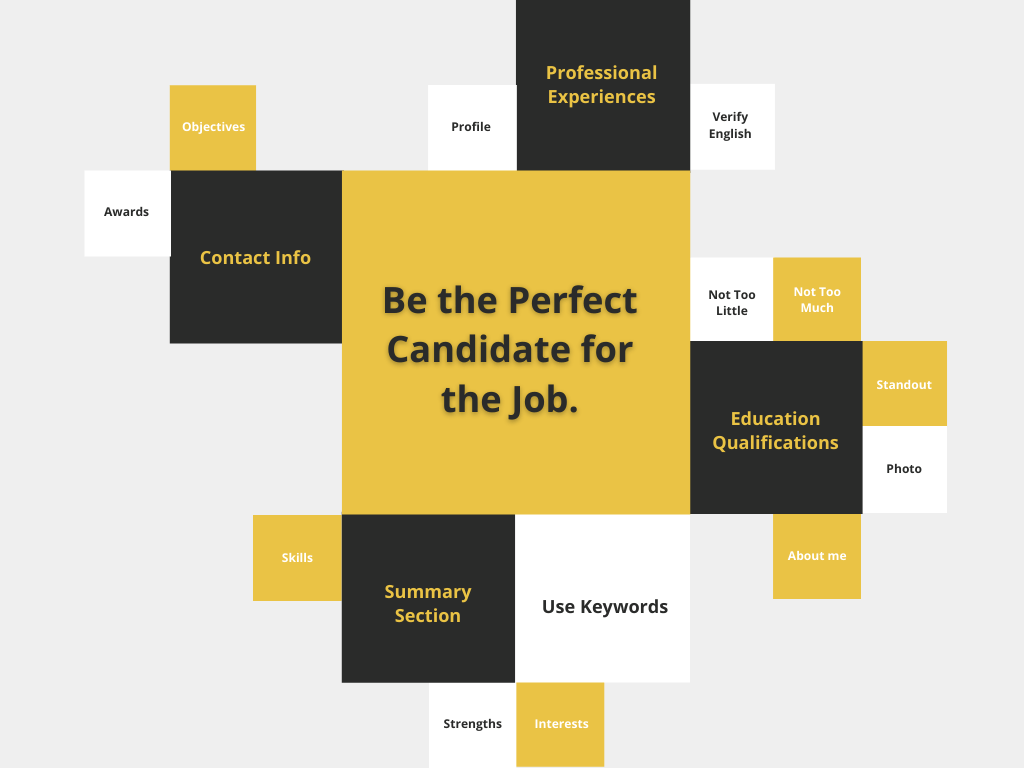 Professional
Experiences
Objectives
Profile
Verify
English
Awards
Contact Info
Be the Perfect
Candidate for
the Job.
Not Too
Little
Not Too
Much
Education
Qualifications
Standout
Photo
Skills
About me
Summary
Section
Use Keywords
Strengths
Interests